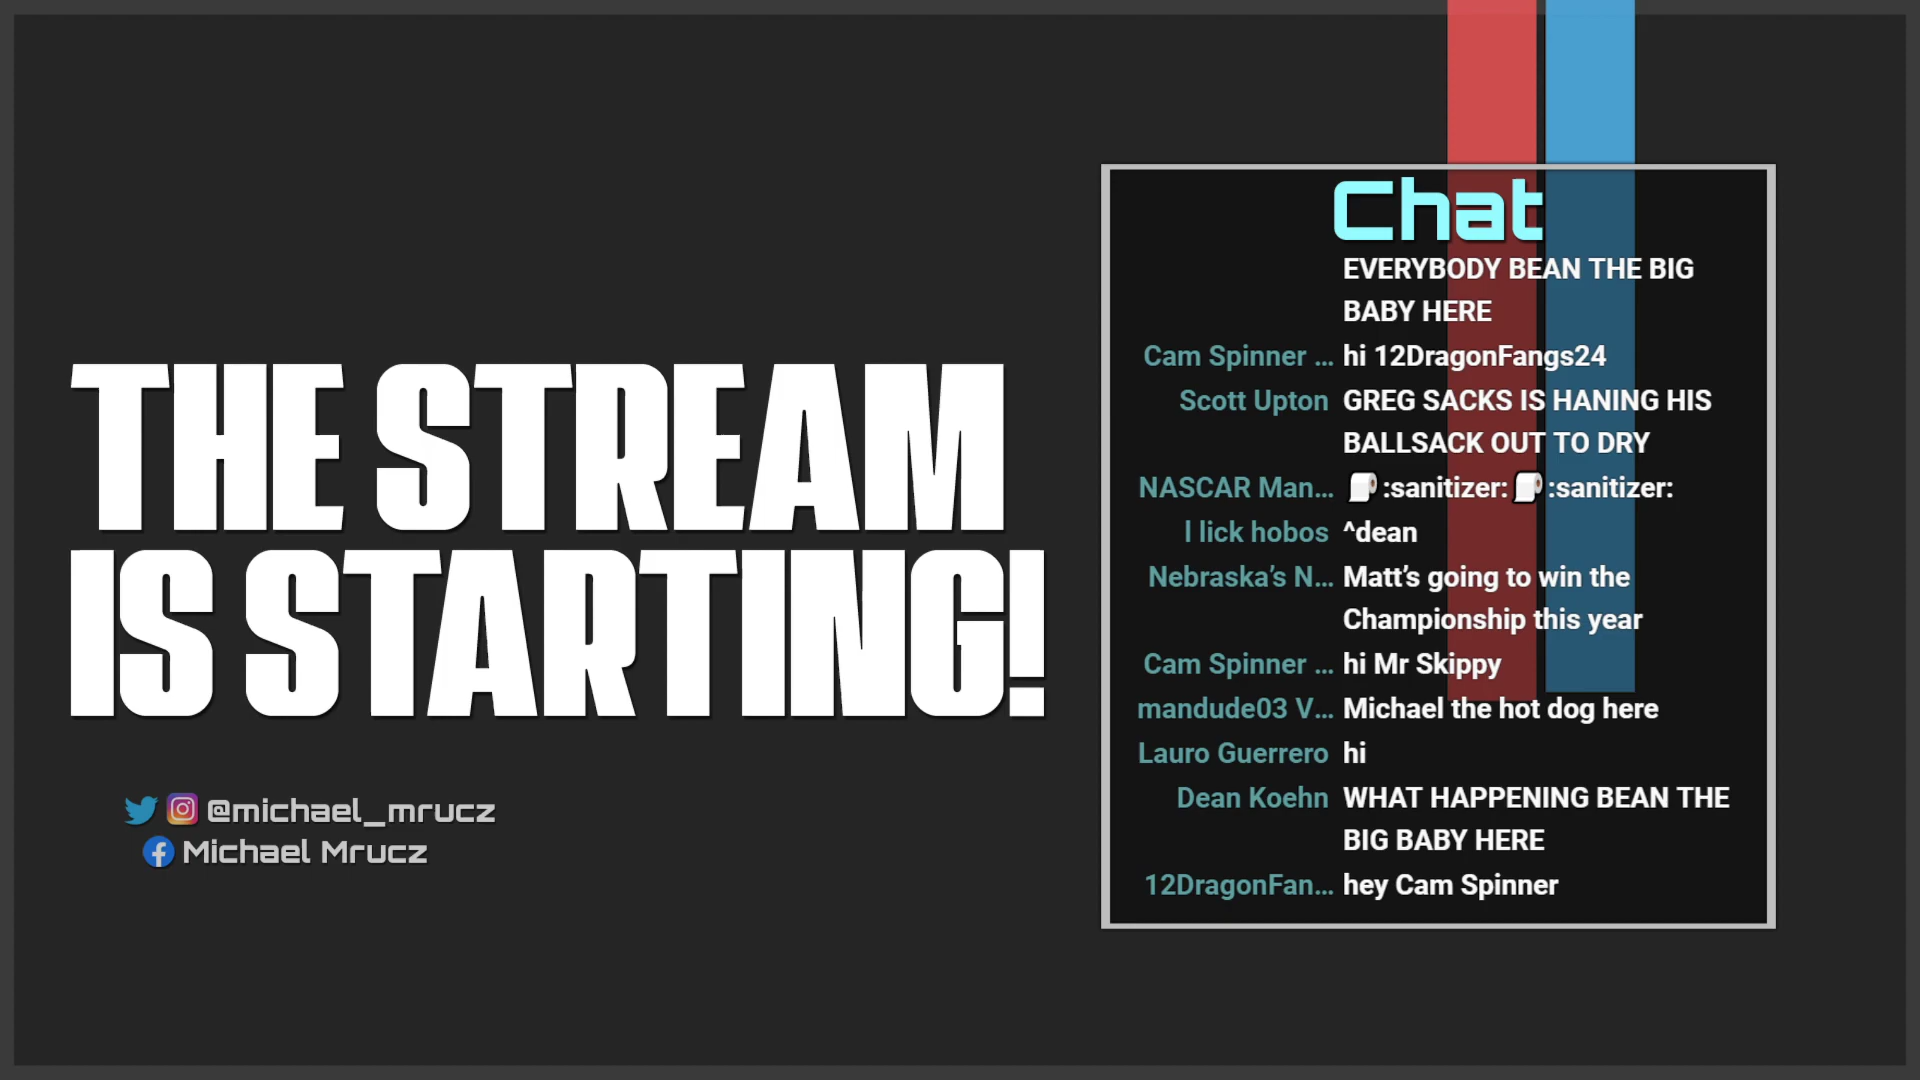 THE STREAM
IS STARTING!
@michael_mrucz
Michael Mrucz
Chat
EVERYBODY BEAN THE BIG
BABY HERE
Cam Spinner ... hi 12DragonFangs24
Scott Upton GREG SACKS IS HANING HIS
BALLSACK OUT TO DRY
NASCAR Man... 🧻:sanitizer:🧻:sanitizer:
I lick hobos ^dean
Nebraska’s N... Matt’s going to win the
Championship this year
Cam Spinner ... hi Mr Skippy
mandude03 V... Michael the hot dog here
Lauro Guerrero hi
Dean Koehn WHAT HAPPENING BEAN THE
BIG BABY HERE
12DragonFan... hey Cam Spinner